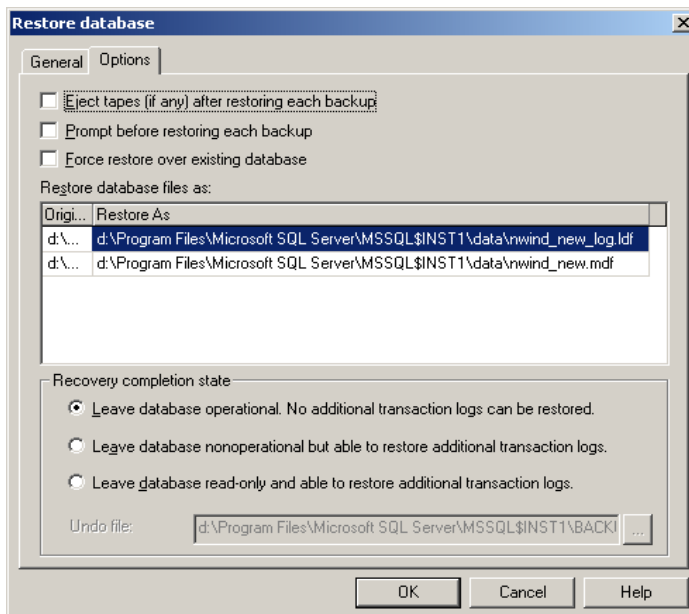 Restore database
General Options
Eject tapes (if any) after restoring each backup
Prompt before restoring each backup
Force restore over existing database
Restore database files as:
Origi... Restore As
d:\... d:\Program Files\Microsoft SQL Server\MSSQL$INST1\data\nwind_new_log.ldf
d:\... d:\Program Files\Microsoft SQL Server\MSSQL$INST1\data\nwind_new.mdf
Recovery completion state
Leave database operational. No additional transaction logs can be restored.
Leave database nonoperational but able to restore additional transaction logs.
Leave database read-only and able to restore additional transaction logs.
Undo file: d:\Program Files\Microsoft SQL Server\MSSQL$INST1\BACKU ...
OK Cancel Help